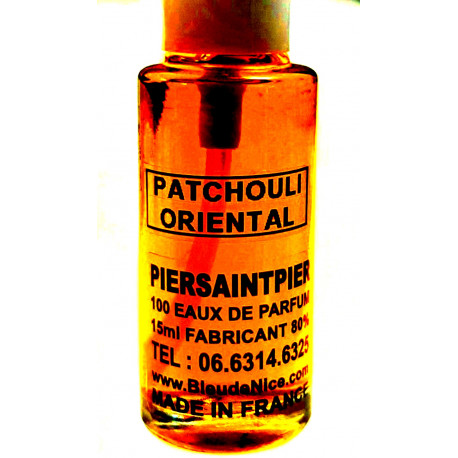 PATCHOULI
ORIENTAL
PIERSAINTPIER
100 EAUX DE PARFUM
15ml FABRICANT 80%
TEL : 06.6314.6325
www.BleudeNice.com
MADE IN FRANCE